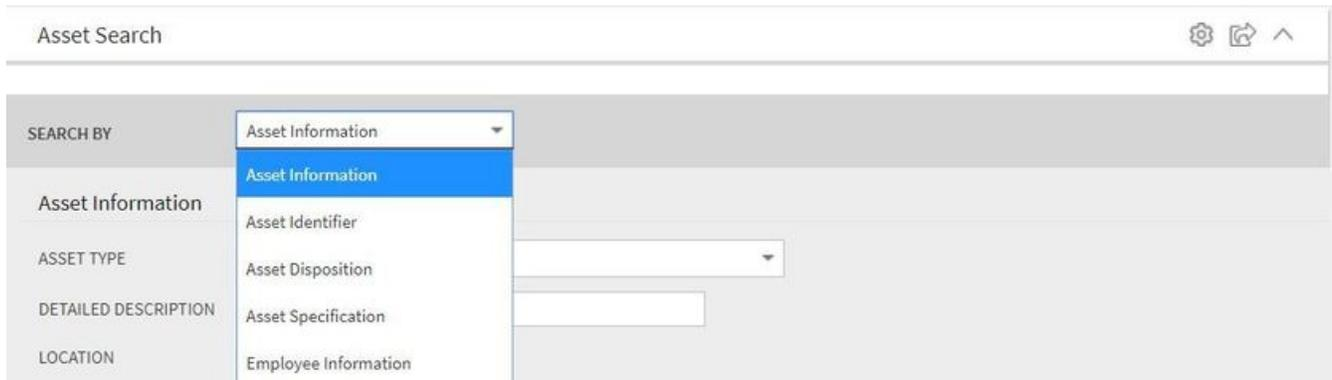 Asset Search
SEARCH BY
Asset Information
Asset Information
Asset Information
Asset Identifier
ASSET TYPE
Asset Disposition
DETAILED DESCRIPTION
Asset Specification
LOCATION
Employee Information